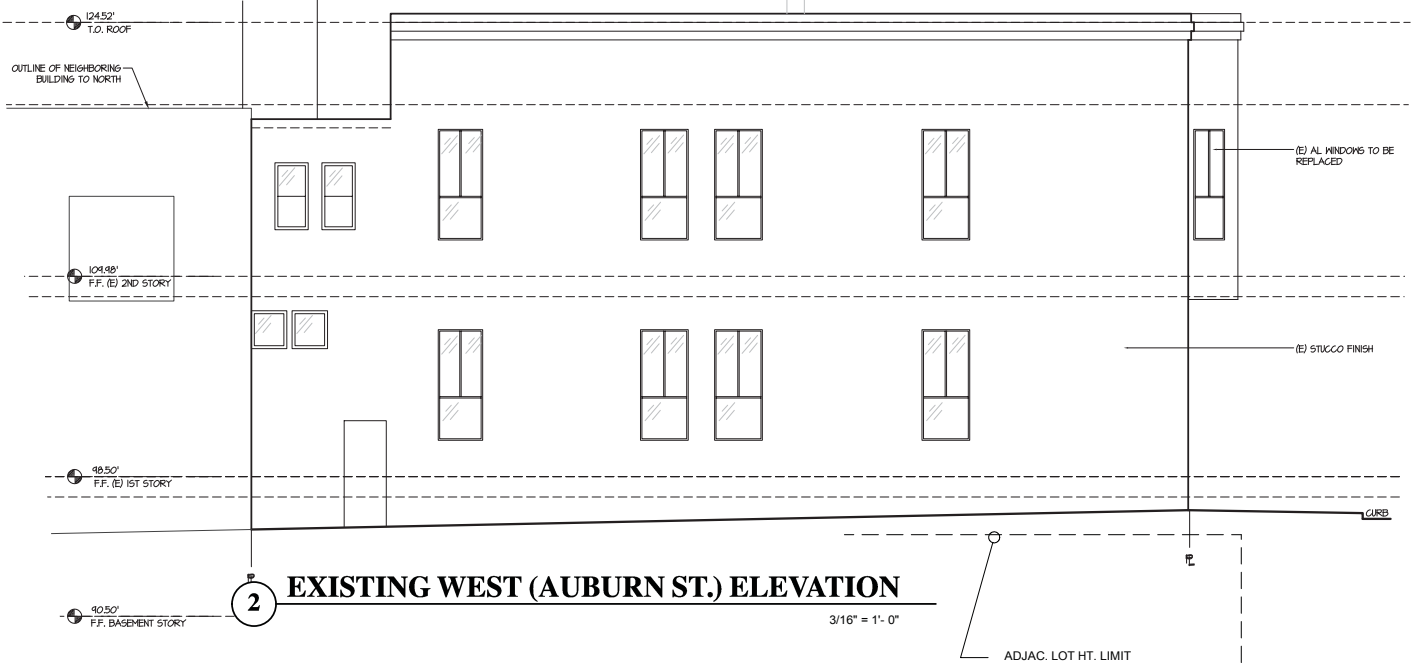 124.52'
T.O. ROOF
OUTLINE OF NEIGHBORING
BUILDING TO NORTH
(E) AL WINDOWS TO BE
REPLACED
109.98'
F.F. (E) 2ND STORY
(E) STUCCO FINISH
98.50'
F.F. (E) 1ST STORY
CURB
PL
PL
2 EXISTING WEST (AUBURN ST.) ELEVATION
3/16" = 1'- 0"
90.50'
F.F. BASEMENT STORY
ADJAC. LOT HT. LIMIT